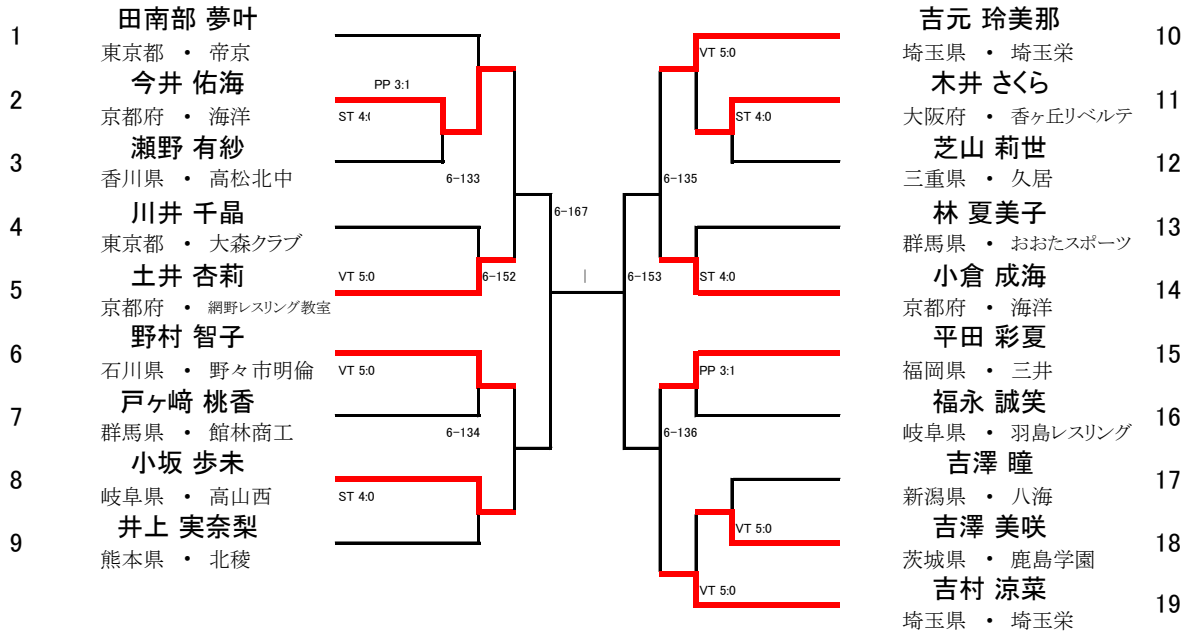 1
田南部 夢叶
東京都 ・ 帝京
2
今井 佑海
京都府 ・ 海洋
3
瀬野 有紗
香川県 ・ 高松北中
4
川井 千晶
東京都 ・ 大森クラブ
5
土井 杏莉
京都府 ・ 網野レスリング教室
6
野村 智子
石川県 ・ 野々市明倫
7
戸ヶ﨑 桃香
群馬県 ・ 館林商工
8
小坂 歩未
岐阜県 ・ 高山西
9
井上 実奈梨
熊本県 ・ 北稜
PP 3:1
ST 4:0
6-133
VT 5:0
6-152
VT 5:0
6-134
ST 4:0
6-167
6-153
VT 5:0
ST 4:0
6-135
ST 4:0
PP 3:1
6-136
VT 5:0
VT 5:0
吉元 玲美那
埼玉県 ・ 埼玉栄
10
木井 さくら
大阪府 ・ 香ヶ丘リベルテ
11
芝山 莉世
三重県 ・ 久居
12
林 夏美子
群馬県 ・ おおたスポーツ
13
小倉 成海
京都府 ・ 海洋
14
平田 彩夏
福岡県 ・ 三井
15
福永 誠笑
岐阜県 ・ 羽島レスリング
16
吉澤 瞳
新潟県 ・ 八海
17
吉澤 美咲
茨城県 ・ 鹿島学園
18
吉村 涼菜
埼玉県 ・ 埼玉栄
19